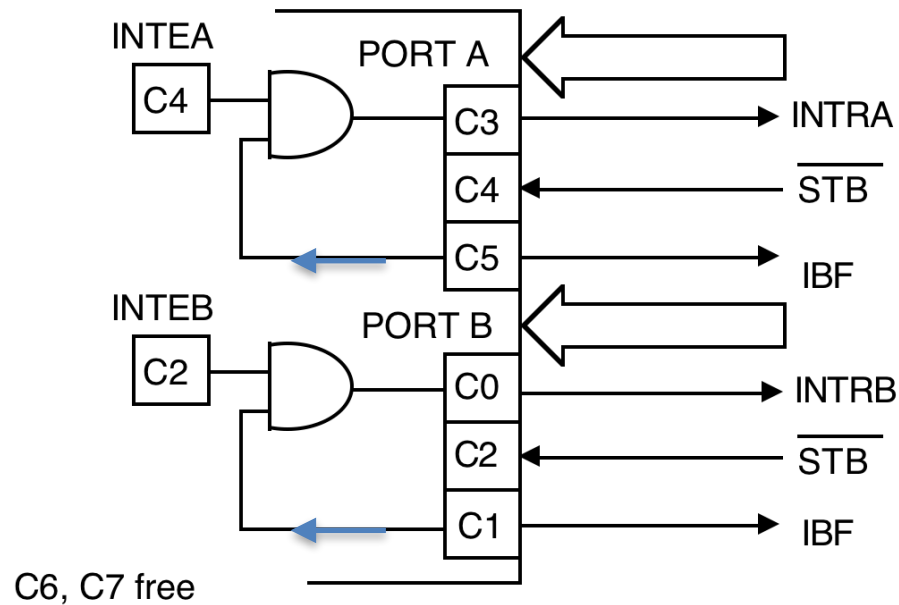 INTEA
PORT A
C4
C3
INTRA
C4
STB
C5
IBF
INTEB
PORT B
C2
C0
INTRB
C2
STB
C1
IBF
C6, C7 free